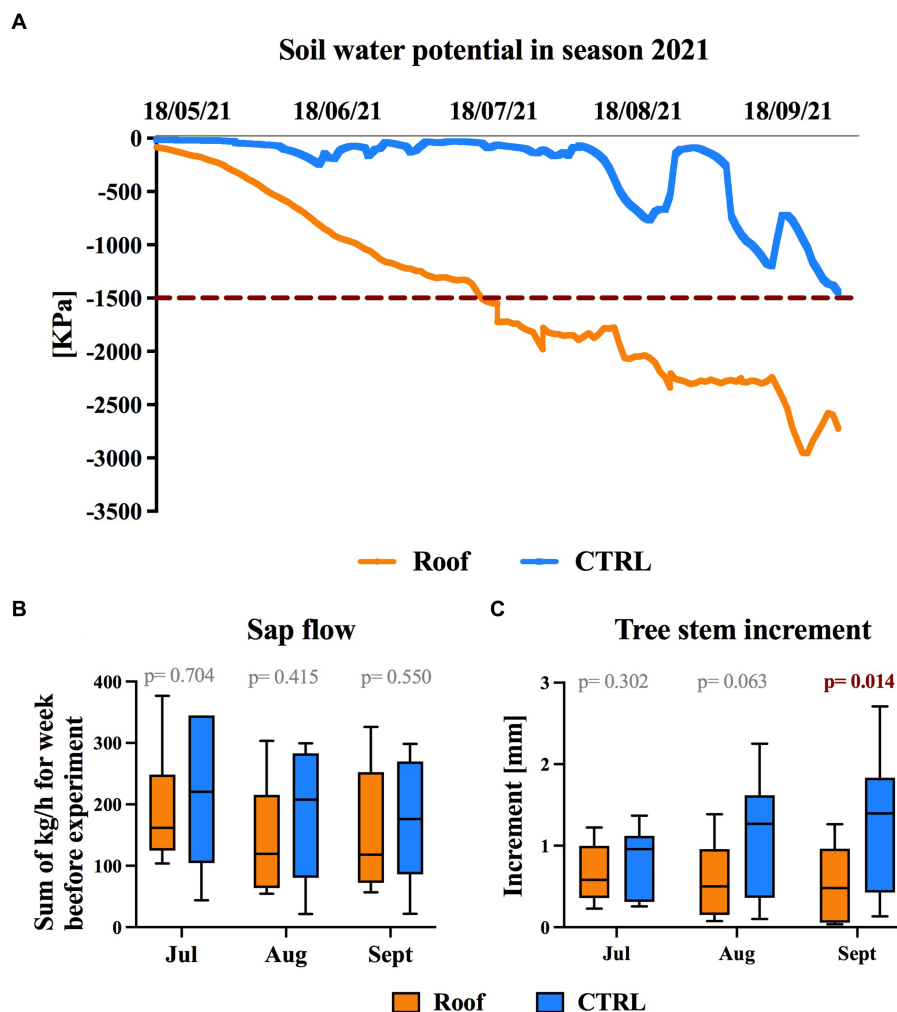 A
Soil water potential in season 2021
18/05/21 18/06/21 18/07/21 18/08/21 18/09/21
0
-500
-1000
-1500
-2000
-2500
-3000
-3500
[KPa]
Roof CTRL
B
Sap flow
p= 0.704 p= 0.415 p= 0.550
400
300
200
100
0
Sum of kg/h for week
beefore experiment
Jul Aug Sept
C
Tree stem increment
p= 0.302 p= 0.063 p= 0.014
3
2
1
0
Increment [mm]
Jul Aug Sept
Roof CTRL